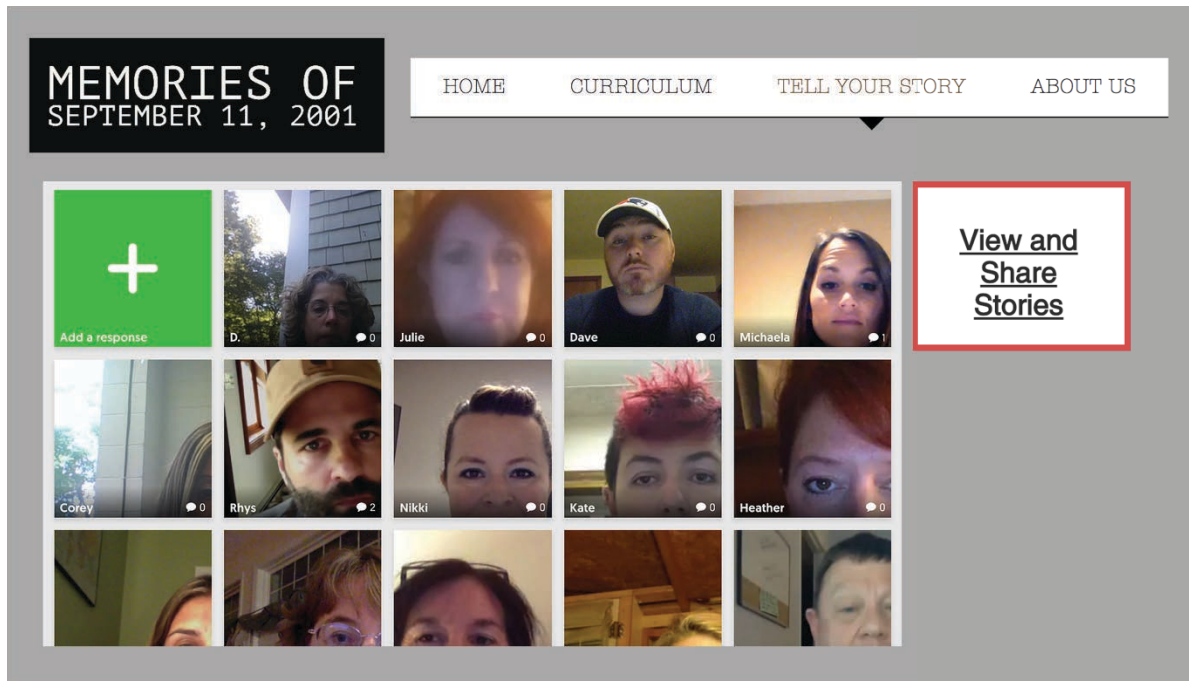 MEMORIES OF
SEPTEMBER 11, 2001
HOME CURRICULUM TELL YOUR STORY ABOUT US
Add a response
D. 0
Julie 0
Dave 0
Michaela 1
View and
Share
Stories
Corey 0
Rhys 2
Nikki 0
Kate 0
Heather 0